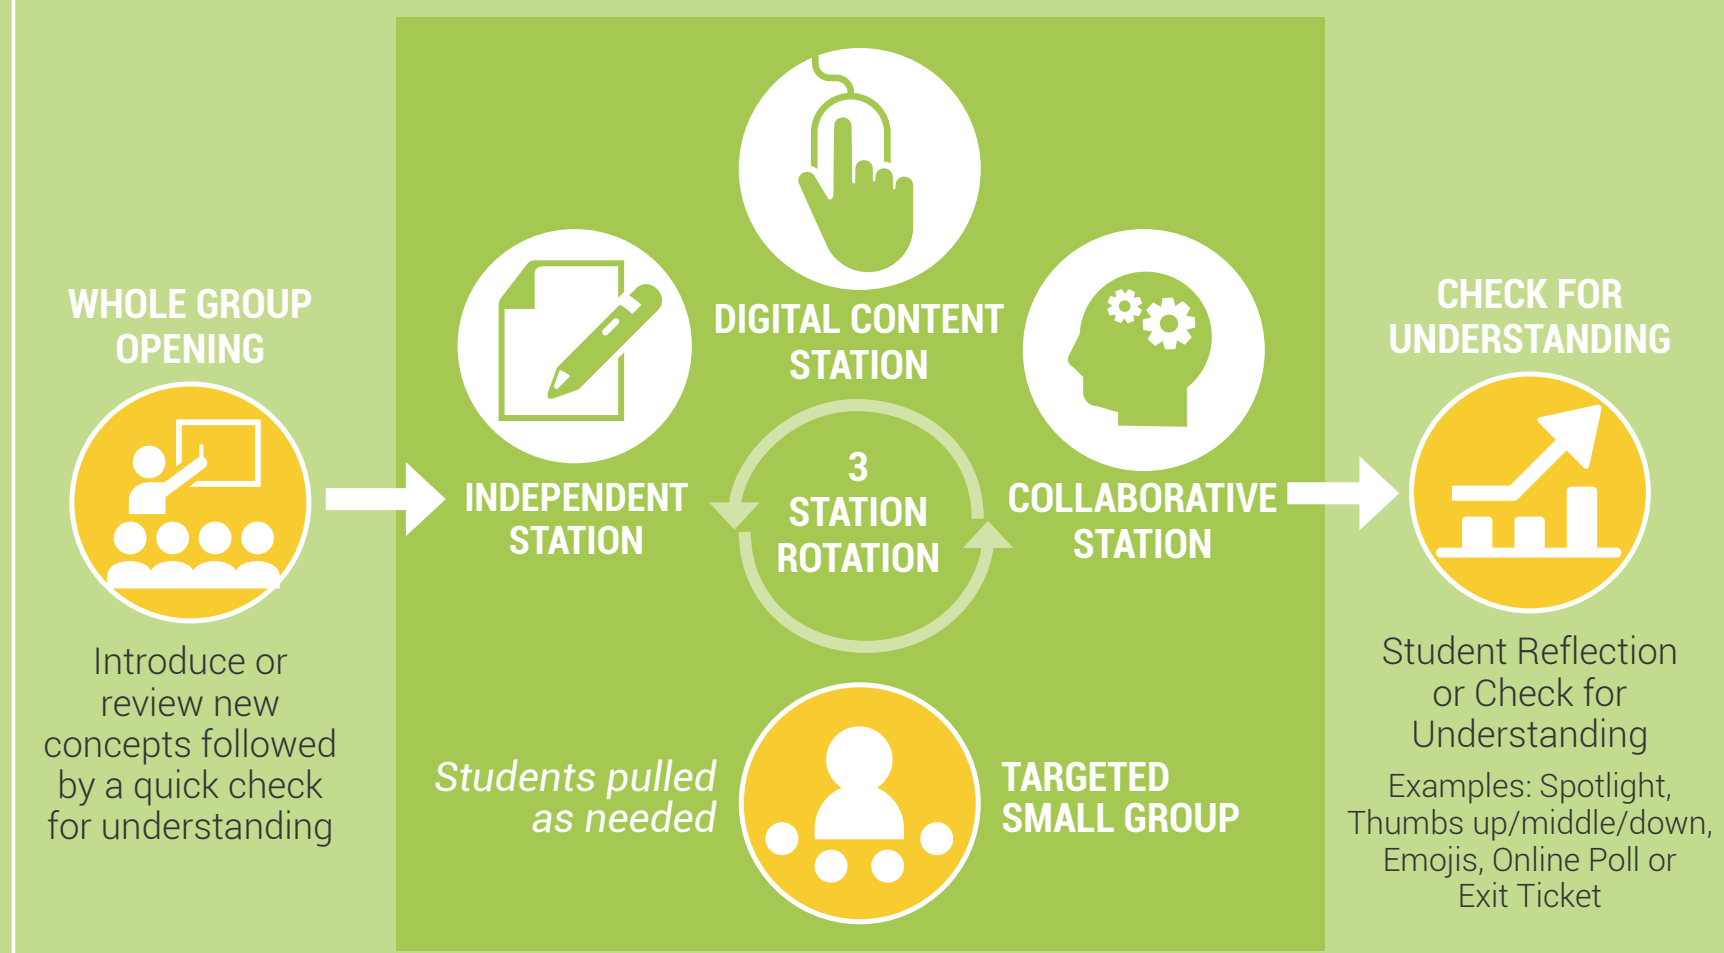 WHOLE GROUP
OPENING
Introduce or
review new
concepts followed
by a quick check
for understanding
INDEPENDENT
STATION
DIGITAL CONTENT
STATION
COLLABORATIVE
STATION
3
STATION
ROTATION
Students pulled
as needed
TARGETED
SMALL GROUP
CHECK FOR
UNDERSTANDING
Student Reflection
or Check for
Understanding
Examples: Spotlight,
Thumbs up/middle/down,
Emojis, Online Poll or
Exit Ticket